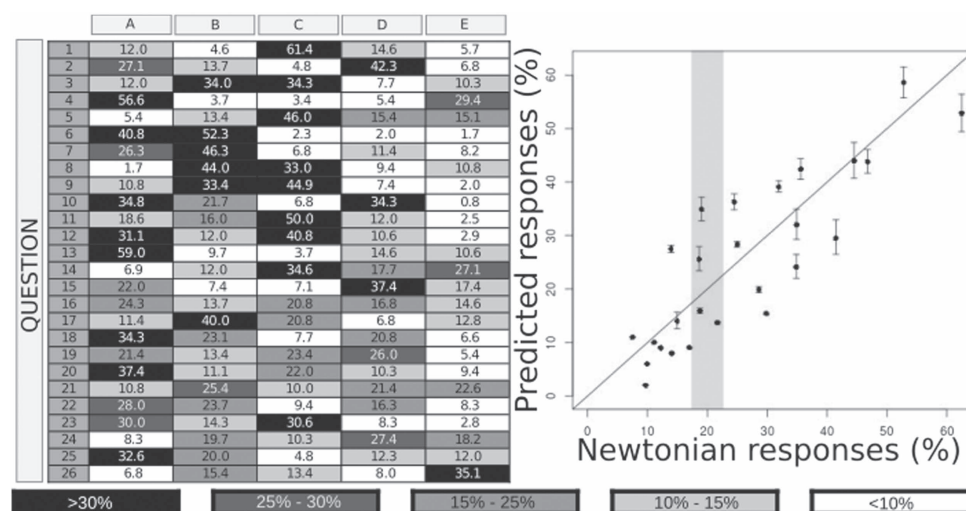 A B C D E
1 12.0 4.6 61.4 14.6 5.7
2 27.1 13.7 4.8 42.3 6.8
3 12.0 34.0 34.3 7.7 10.3
4 56.6 3.7 3.4 5.4 29.4
5 5.4 13.4 46.0 15.4 15.1
6 40.8 52.3 2.3 2.0 1.7
7 26.3 46.3 6.8 11.4 8.2
8 1.7 44.0 33.0 9.4 10.8
9 10.8 33.4 44.9 7.4 2.0
10 34.8 21.7 6.8 34.3 0.8
11 18.6 16.0 50.0 12.0 2.5
12 31.1 12.0 40.8 10.6 2.9
13 59.0 9.7 3.7 14.6 10.6
14 6.9 12.0 34.6 17.7 27.1
15 22.0 7.4 7.1 37.4 17.4
16 24.3 13.7 20.8 16.8 14.6
17 11.4 40.0 20.8 6.8 12.8
18 34.3 23.1 7.7 20.8 6.6
19 21.4 13.4 23.4 26.0 5.4
20 37.4 11.1 22.0 10.3 9.4
21 10.8 25.4 10.0 21.4 22.6
22 28.0 23.7 9.4 16.3 8.3
23 30.0 14.3 30.6 8.3 2.8
24 8.3 19.7 10.3 27.4 18.2
25 32.6 20.0 4.8 12.3 12.0
26 6.8 15.4 13.4 8.0 35.1
QUESTION
>30% 25% - 30% 15% - 25% 10% - 15% <10%
Predicted responses (%)
60
50
40
30
20
10
0
0 10 20 30 40 50 60
Newtonian responses (%)